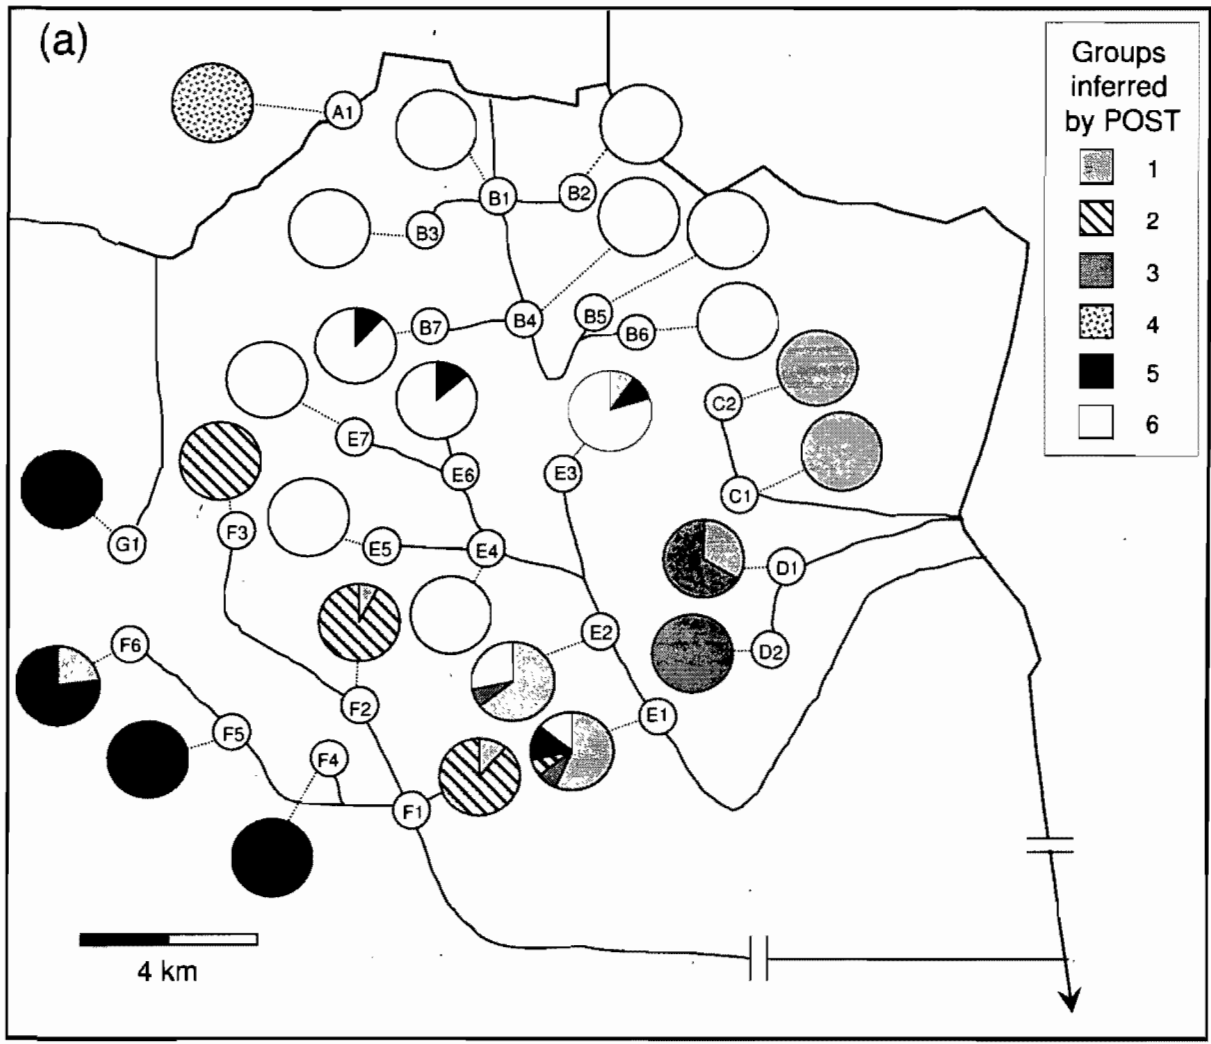 (a)
Groups
inferred
by POST
1
2
3
4
5
6
A1
B1
B2
B3
B7
B4
B5
B6
C2
E7
E6
E3
C1
G1
F3
E5
E4
D1
F6
E2
D2
F2
E1
F5
F4
F1
4 km